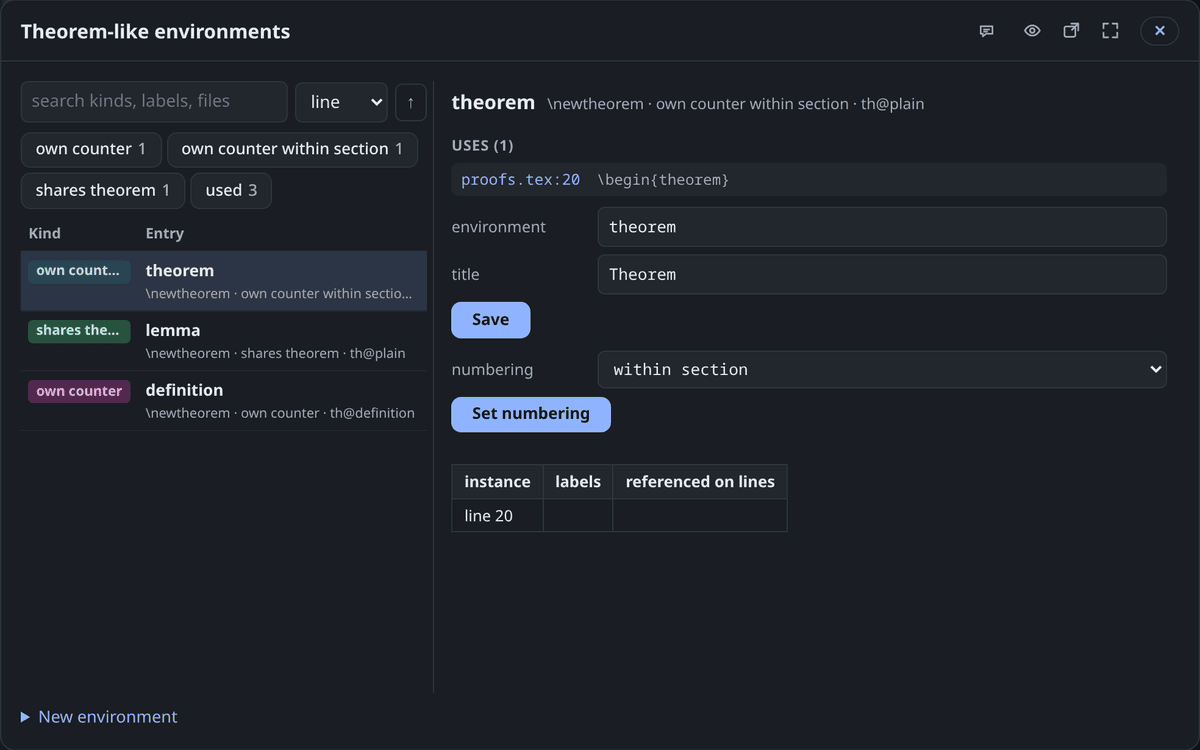 Theorem-like environments
search kinds, labels, files
line
↑
own counter 1
own counter within section 1
shares theorem 1
used 3
Kind Entry
own count... theorem
\newtheorem · own counter within sectio...
shares the... lemma
\newtheorem · shares theorem · th@plain
own counter definition
\newtheorem · own counter · th@definition
New environment
theorem \newtheorem · own counter within section · th@plain
USES (1)
proofs.tex:20 \begin{theorem}
environment theorem
title Theorem
Save
numbering within section
Set numbering
instance labels referenced on lines
line 20